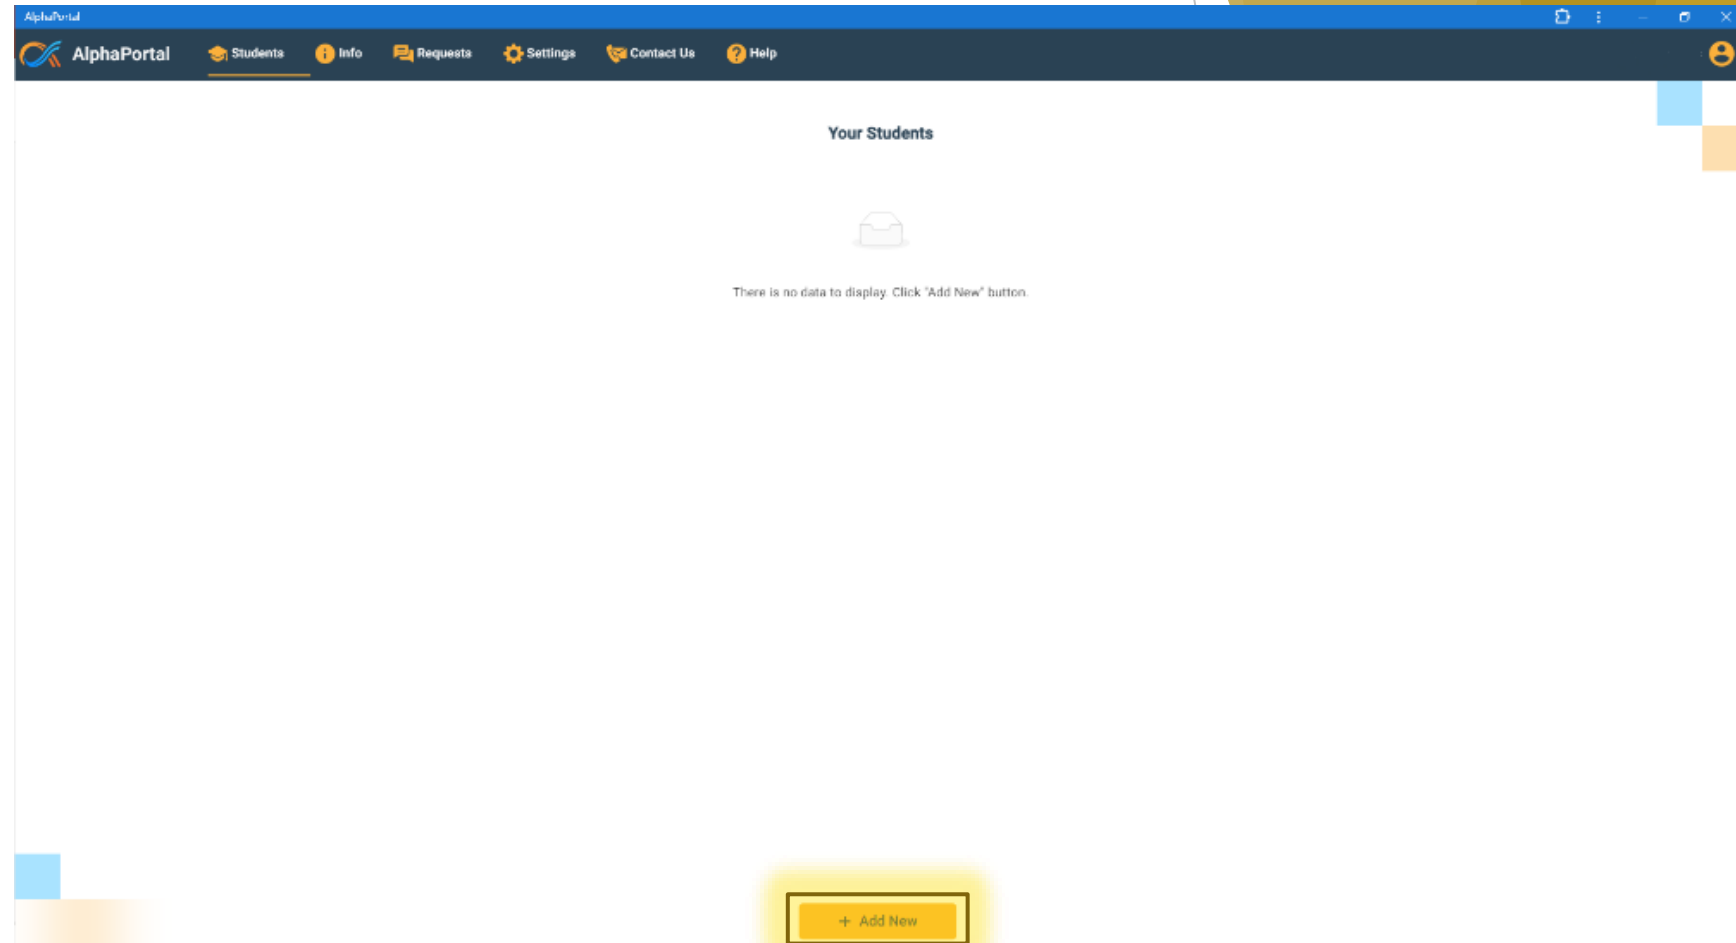 AlphaPortal
AlphaPortal Students Info Requests Settings Contact Us Help
Your Students
There is no data to display. Click "Add New" button.
+ Add New